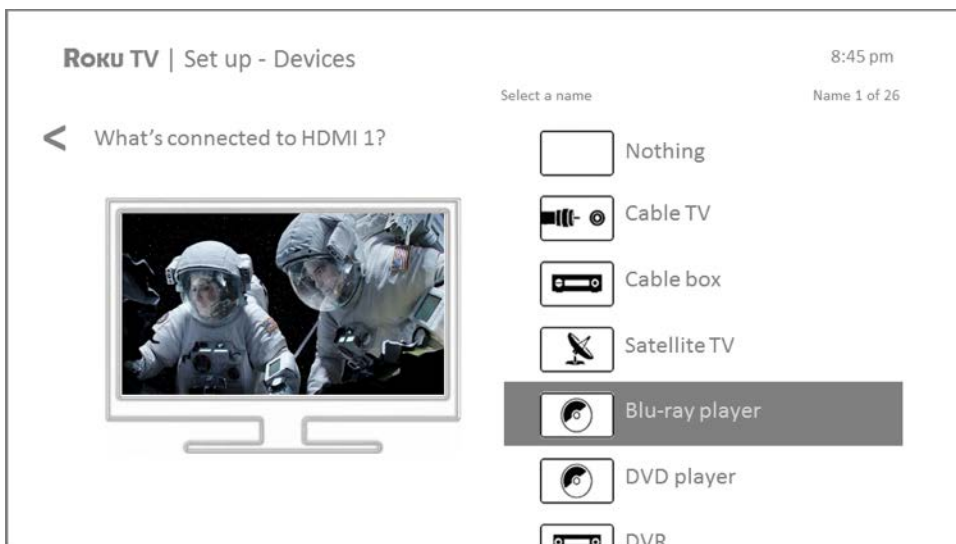 ROKU TV | Set up - Devices
8:45 pm
Select a name
Name 1 of 26
< What's connected to HDMI 1?
Nothing
Cable TV
Cable box
Satellite TV
Blu-ray player
DVD player
DVR